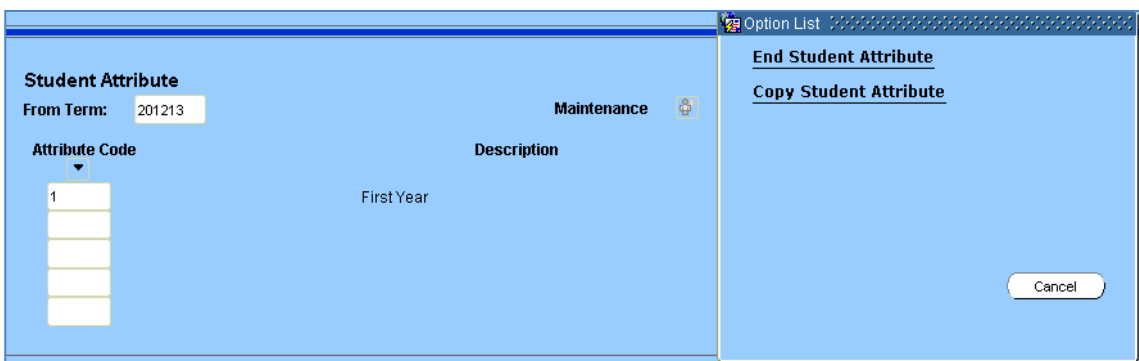 Student Attribute
From Term: 201213 Maintenance
Attribute Code Description
1 First Year
Option List
End Student Attribute
Copy Student Attribute
Cancel